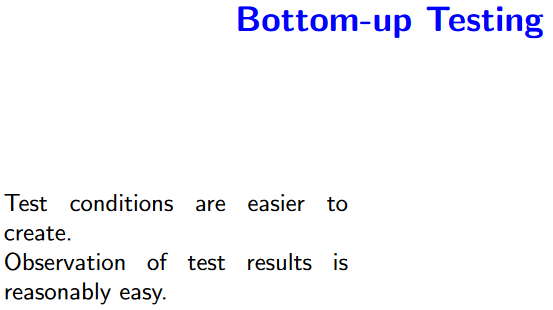 Bottom-up Testing
Test conditions are easier to
create.
Observation of test results is
reasonably easy.